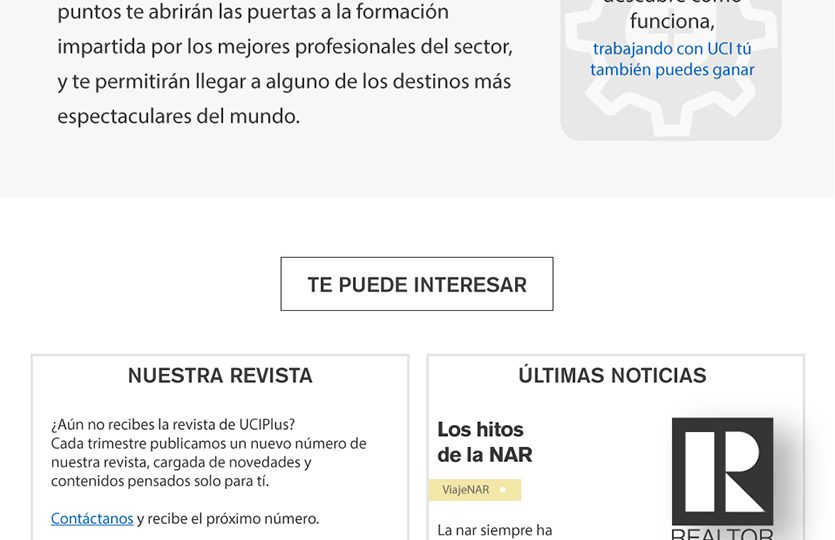 puntos te abrirán las puertas a la formación
impartida por los mejores profesionales del sector,
y te permitirán llegar a alguno de los destinos más
espectaculares del mundo.
descubre cómo
funciona,
trabajando con UCI tú
también puedes ganar
TE PUEDE INTERESAR
NUESTRA REVISTA
¿Aún no recibes la revista de UCIPlus?
Cada trimestre publicamos un nuevo número de
nuestra revista, cargada de novedades y
contenidos pensados solo para tí.
Contáctanos y recibe el próximo número.
ÚLTIMAS NOTICIAS
Los hitos
de la NAR
ViajeNAR
La nar siempre ha
R
REALTOR